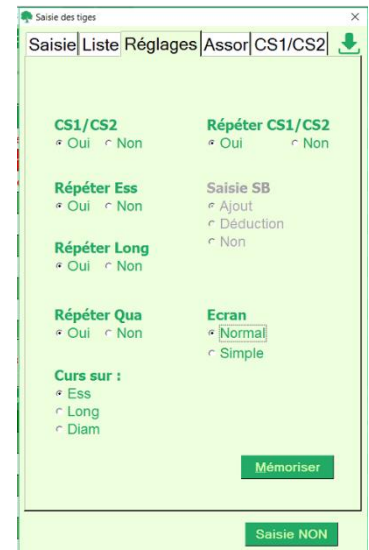 Saisie des tiges
Saisie Liste Réglages Assor CS1/CS2
CS1/CS2
Oui Non
Répéter CS1/CS2
Oui Non
Répéter Ess
Oui Non
Saisie SB
Ajout
Déduction
Non
Répéter Long
Oui Non
Répéter Qua
Oui Non
Ecran
Normal
Simple
Curs sur :
Ess
Long
Diam
Mémoriser
Saisie NON